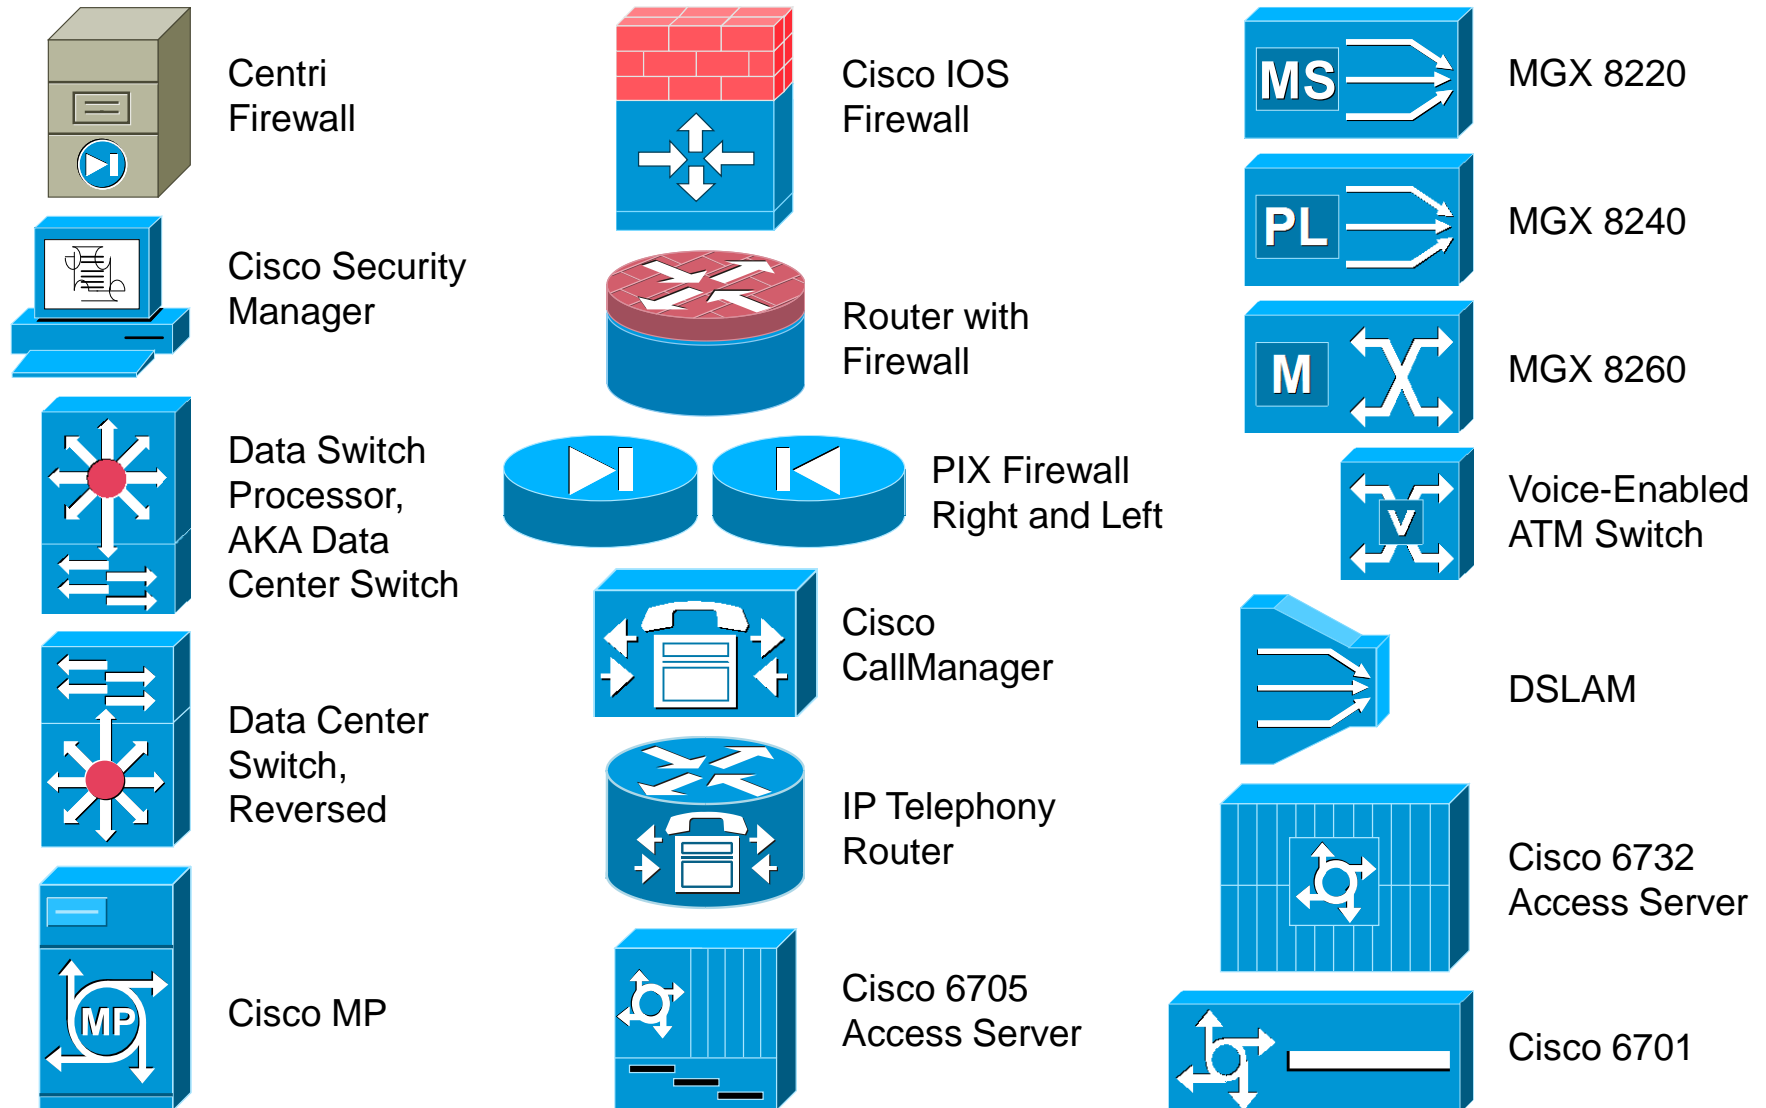 Centri
Firewall
Cisco Security
Manager
Data Switch
Processor,
AKA Data
Center Switch
Data Center
Switch,
Reversed
MP
Cisco MP
Cisco IOS
Firewall
Router with
Firewall
PIX Firewall
Right and Left
Cisco
CallManager
IP Telephony
Router
Cisco 6705
Access Server
MS
MGX 8220
PL
MGX 8240
M
MGX 8260
V
Voice-Enabled
ATM Switch
DSLAM
Cisco 6732
Access Server
Cisco 6701